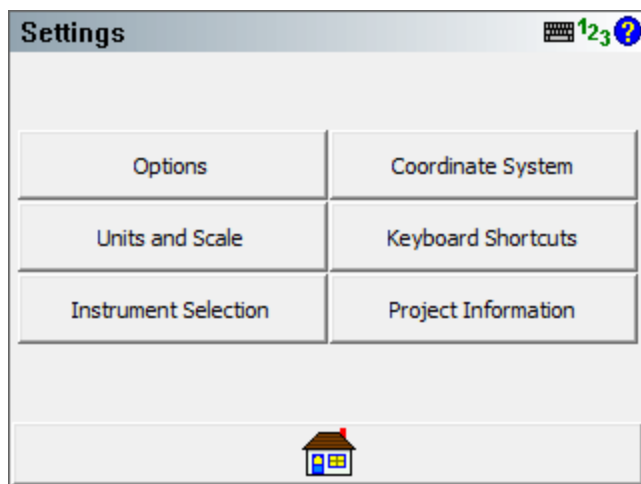 Settings 123 ?
Options Coordinate System
Units and Scale Keyboard Shortcuts
Instrument Selection Project Information